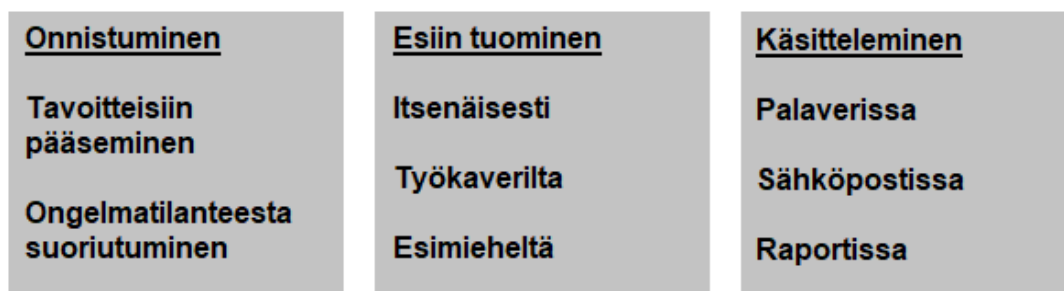 Onnistuminen
Tavoitteisiin
pääseminen
Ongelmatilanteesta
suoriutuminen
Esiin tuominen
Itsenäisesti
Työkaverilta
Esimieheltä
Käsitteleminen
Palaverissa
Sähköpostissa
Raportissa